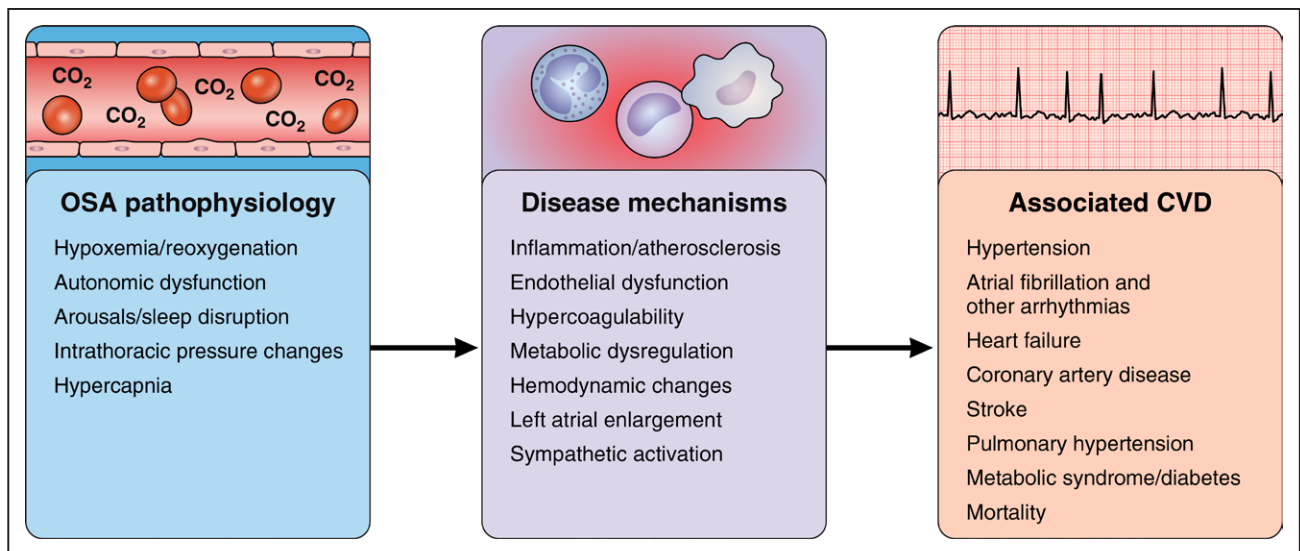 CO₂
CO₂
CO₂
CO₂
CO₂
OSA pathophysiology
Hypoxemia/reoxygenation
Autonomic dysfunction
Arousals/sleep disruption
Intrathoracic pressure changes
Hypercapnia
Disease mechanisms
Inflammation/atherosclerosis
Endothelial dysfunction
Hypercoagulability
Metabolic dysregulation
Hemodynamic changes
Left atrial enlargement
Sympathetic activation
Associated CVD
Hypertension
Atrial fibrillation and
other arrhythmias
Heart failure
Coronary artery disease
Stroke
Pulmonary hypertension
Metabolic syndrome/diabetes
Mortality